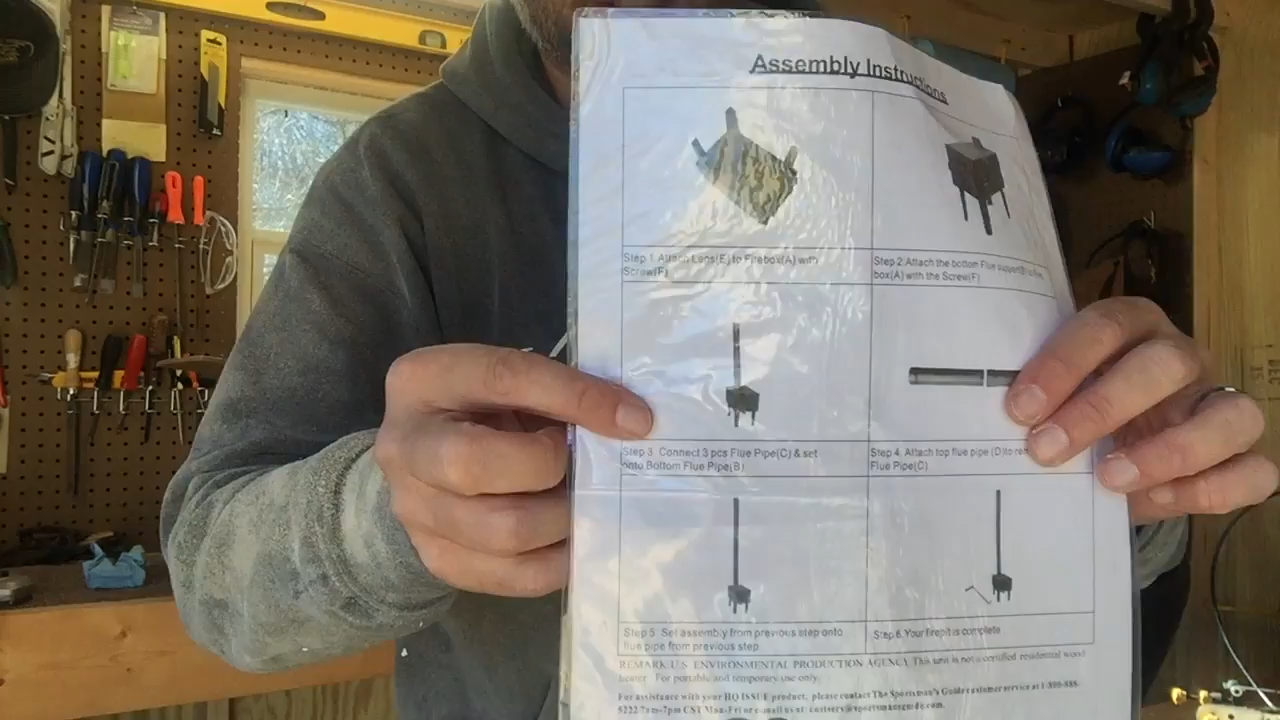 Assembly Instructions
Step 1. Attach Legs(E) to Firebox(A) with
Screw(F)
Step 2. Attach the bottom Flue support(B) to
box(A) with the Screw(F)
Step 3. Connect 3 pcs Flue Pipe(C) & set
onto Bottom Flue Pipe(B)
Step 4. Attach top flue pipe (D) to
Flue Pipe(C)
Step 5. Set assembly from previous step onto
flue pipe from previous step
Step 6. Your firepit is complete
REMARK:U.S. ENVIRONMENTAL PRODUCTION AGENCY. This unit is not a certified residential wood
heater. For portable and temporary use only.
For assistance with your HQ ISSUE product, please contact The Sportsman's Guide customer service at 1-800-888-
5222 7am-7pm CST Mon-Fri or e-mail us at: custserv@sportsmansguide.com.